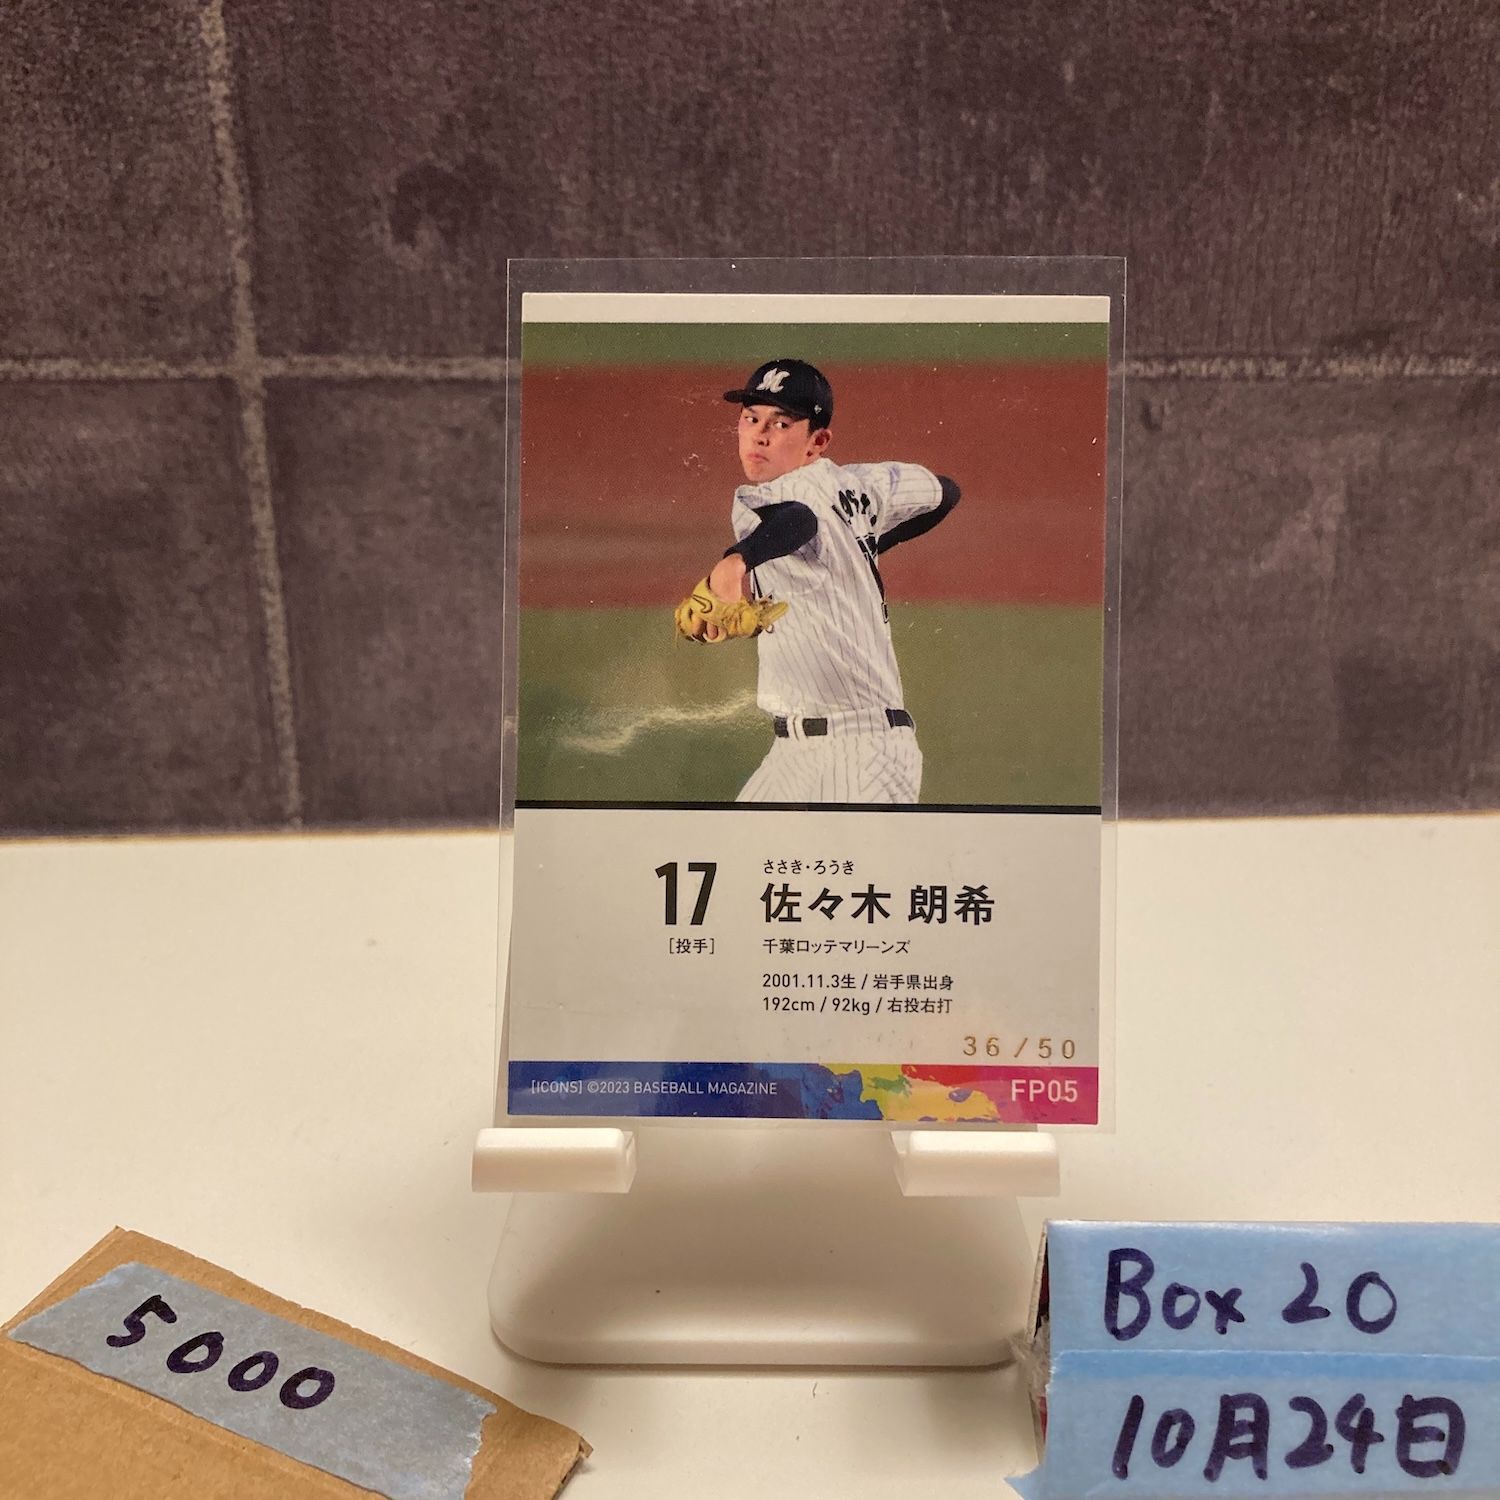 17
[投手]
ささき・ろうき
佐々木 朗希
千葉ロッテマリーンズ
2001.11.3生 / 岩手県出身
192cm / 92kg / 右投右打
36/50
[ICONS] ©2023 BASEBALL MAGAZINE
FP05
5000
Box 20
10月24日